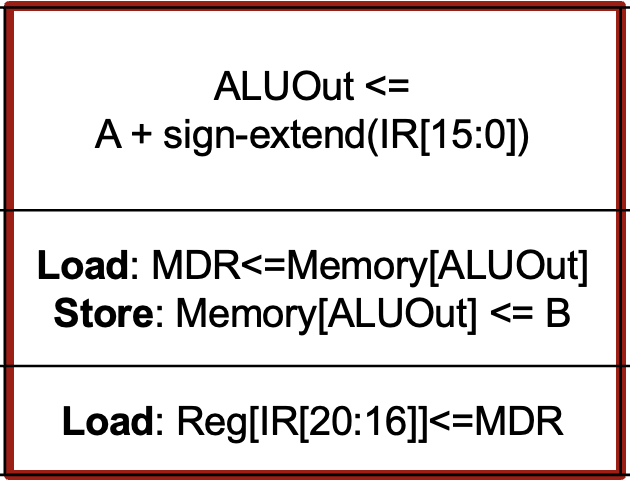 ALUOut <=
A + sign-extend(IR[15:0])
Load: MDR<=Memory[ALUOut]
Store: Memory[ALUOut] <= B
Load: Reg[IR[20:16]]<=MDR